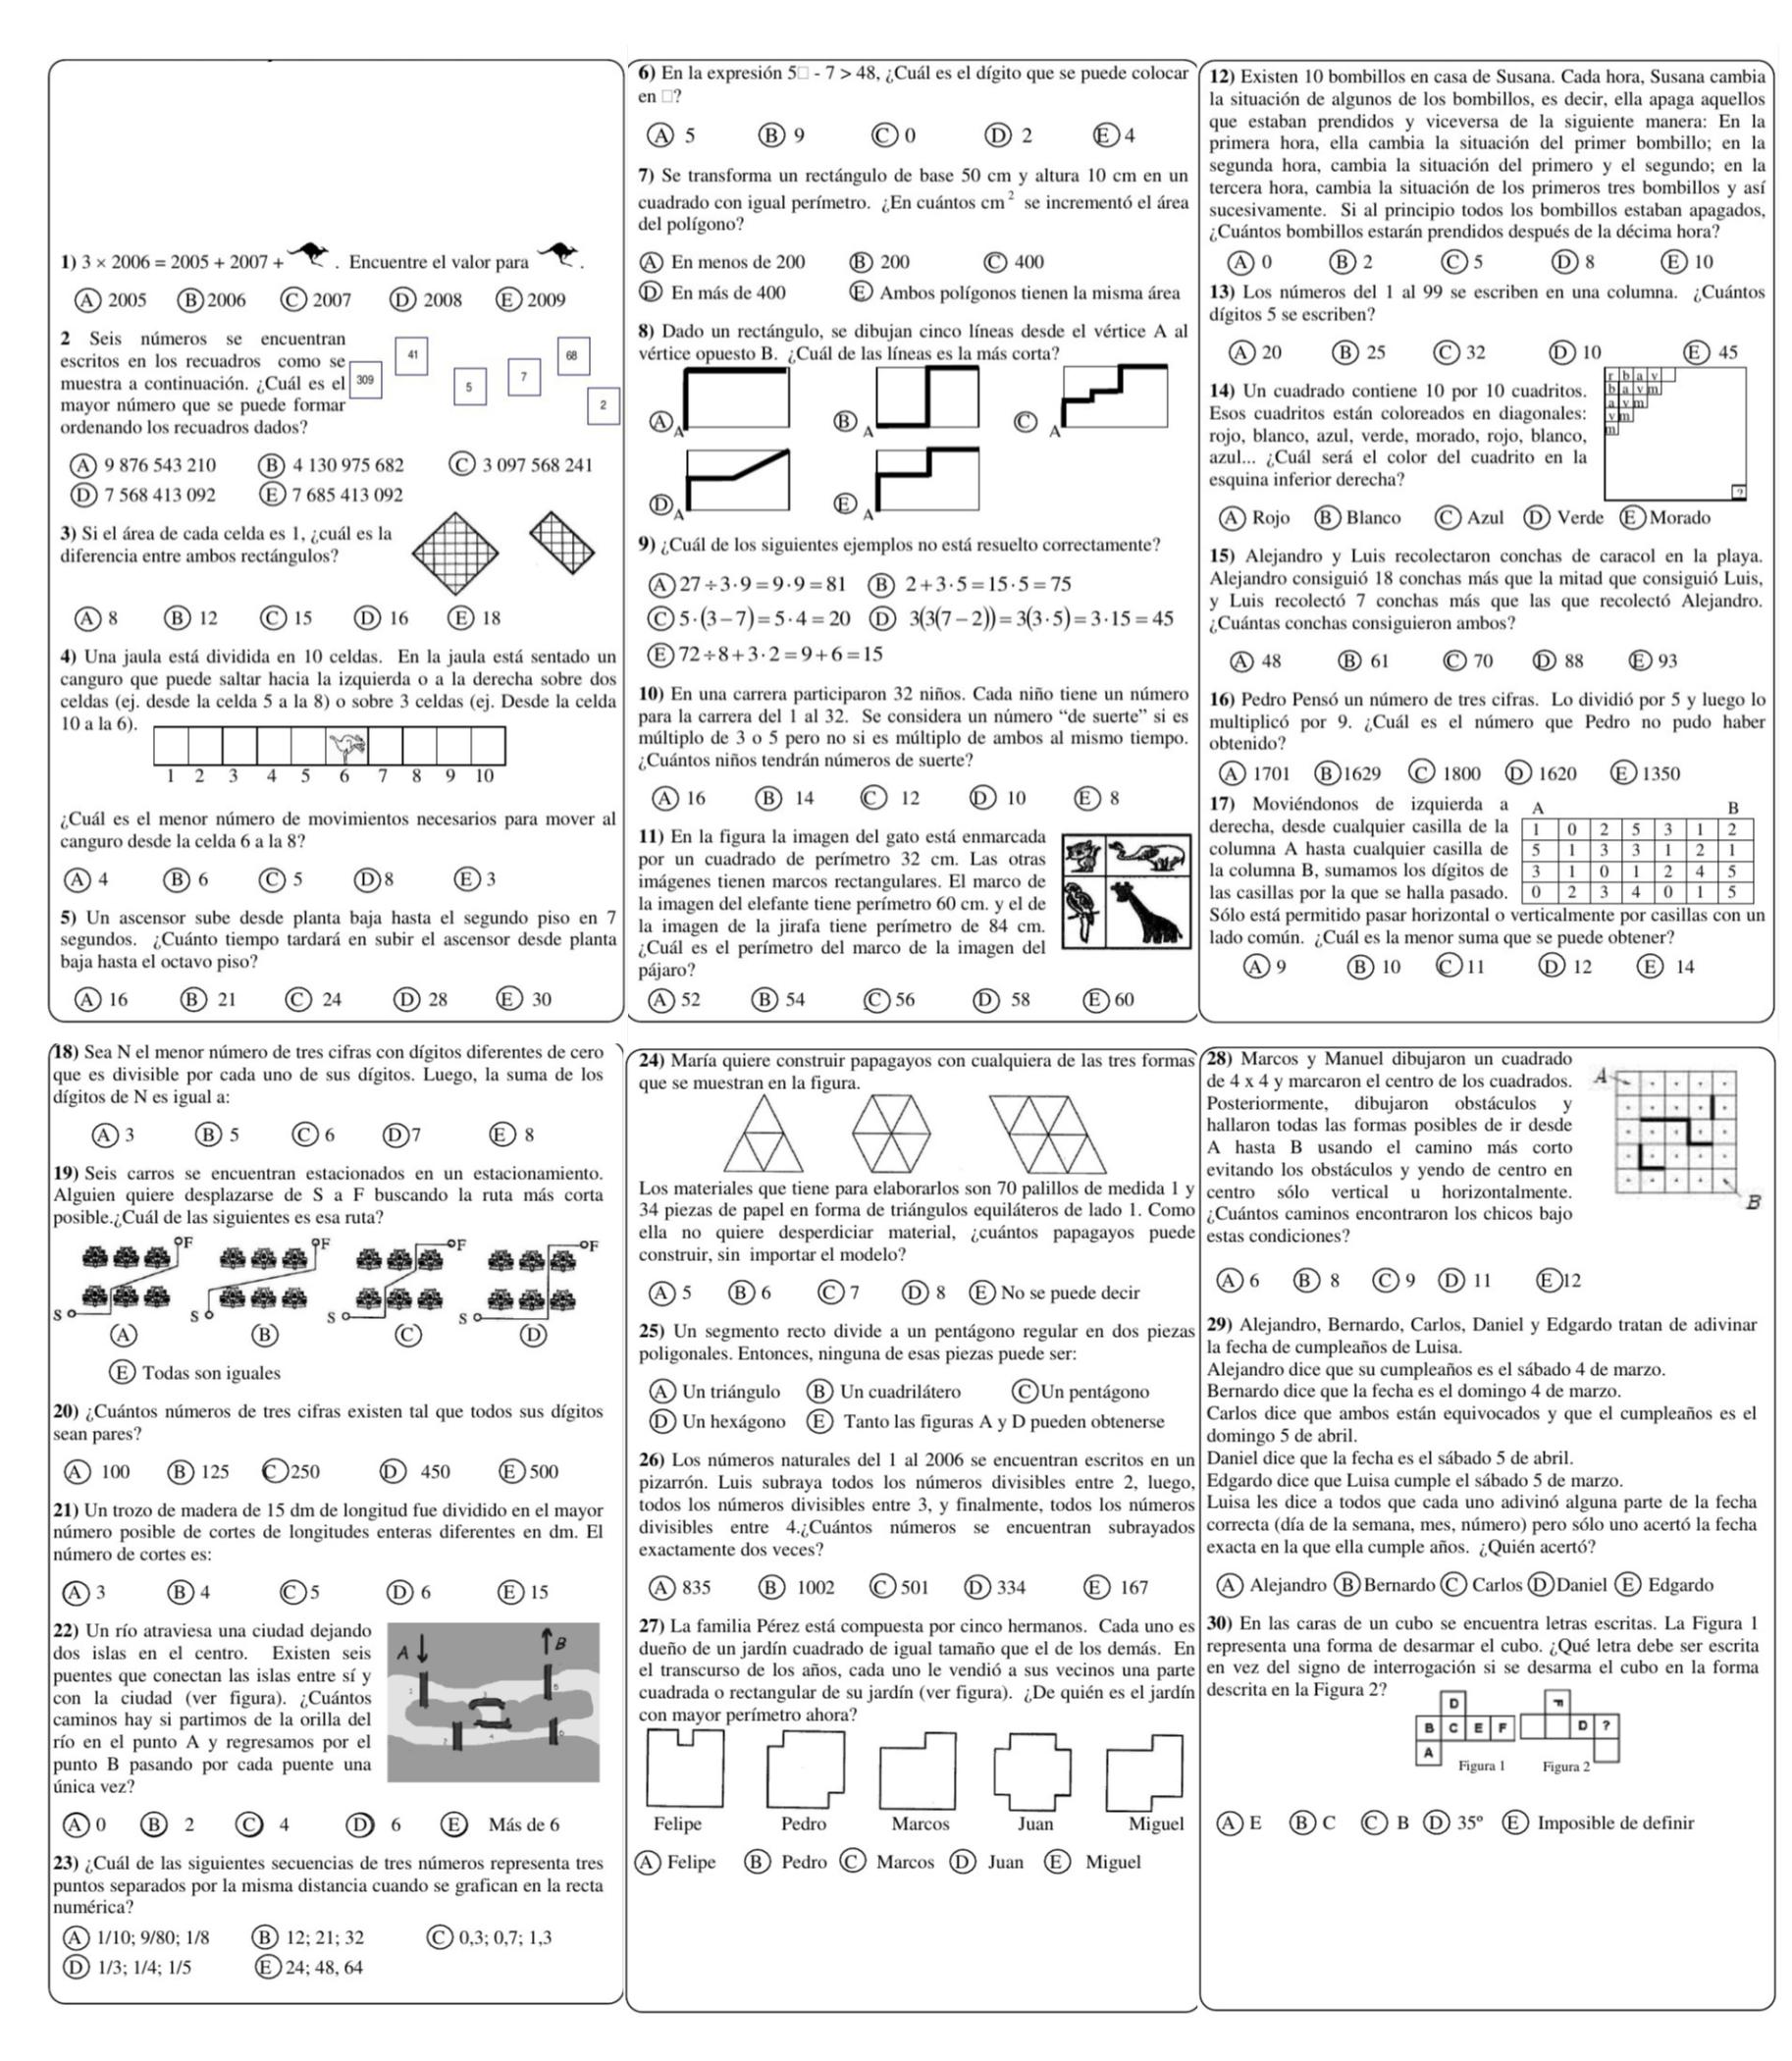 1) 3 × 2006 = 2005 + 2007 + . Encuentre el valor para .
A 2005 B 2006 C 2007 D 2008 E 2009
2 Seis números se encuentran
escritos en los recuadros como se
muestra a continuación. ¿Cuál es el
mayor número que se puede formar
ordenando los recuadros dados?
309 41 5 7 68 2
A 9 876 543 210 B 4 130 975 682 C 3 097 568 241
D 7 568 413 092 E 7 685 413 092
3) Si el área de cada celda es 1, ¿cuál es la
diferencia entre ambos rectángulos?
A 8 B 12 C 15 D 16 E 18
4) Una jaula está dividida en 10 celdas. En la jaula está sentado un
canguro que puede saltar hacia la izquierda o a la derecha sobre dos
celdas (ej. desde la celda 5 a la 8) o sobre 3 celdas (ej. Desde la celda
10 a la 6).
1 2 3 4 5 6 7 8 9 10
¿Cuál es el menor número de movimientos necesarios para mover al
canguro desde la celda 6 a la 8?
A 4 B 6 C 5 D 8 E 3
5) Un ascensor sube desde planta baja hasta el segundo piso en 7
segundos. ¿Cuánto tiempo tardará en subir el ascensor desde planta
baja hasta el octavo piso?
A 16 B 21 C 24 D 28 E 30
6) En la expresión 5□ - 7 > 48, ¿Cuál es el dígito que se puede colocar
en □?
A 5 B 9 C 0 D 2 E 4
7) Se transforma un rectángulo de base 50 cm y altura 10 cm en un
cuadrado con igual perímetro. ¿En cuántos cm² se incrementó el área
del polígono?
A En menos de 200 B 200 C 400
D En más de 400 E Ambos polígonos tienen la misma área
8) Dado un rectángulo, se dibujan cinco líneas desde el vértice A al
vértice opuesto B. ¿Cuál de las líneas es la más corta?
A A B A C A
D A E A
9) ¿Cuál de los siguientes ejemplos no está resuelto correctamente?
A 27 ÷ 3 · 9 = 9 · 9 = 81 B 2 + 3 · 5 = 15 · 5 = 75
C 5 · (3 − 7) = 5 · 4 = 20 D 3(3(7 − 2)) = 3(3 · 5) = 3 · 15 = 45
E 72 ÷ 8 + 3 · 2 = 9 + 6 = 15
10) En una carrera participaron 32 niños. Cada niño tiene un número
para la carrera del 1 al 32. Se considera un número “de suerte” si es
múltiplo de 3 o 5 pero no si es múltiplo de ambos al mismo tiempo.
¿Cuántos niños tendrán números de suerte?
A 16 B 14 C 12 D 10 E 8
11) En la figura la imagen del gato está enmarcada
por un cuadrado de perímetro 32 cm. Las otras
imágenes tienen marcos rectangulares. El marco de
la imagen del elefante tiene perímetro 60 cm. y el de
la imagen de la jirafa tiene perímetro de 84 cm.
¿Cuál es el perímetro del marco de la imagen del
pájaro?
A 52 B 54 C 56 D 58 E 60
12) Existen 10 bombillos en casa de Susana. Cada hora, Susana cambia
la situación de algunos de los bombillos, es decir, ella apaga aquellos
que estaban prendidos y viceversa de la siguiente manera: En la
primera hora, ella cambia la situación del primer bombillo; en la
segunda hora, cambia la situación del primero y el segundo; en la
tercera hora, cambia la situación de los primeros tres bombillos y así
sucesivamente. Si al principio todos los bombillos estaban apagados,
¿Cuántos bombillos estarán prendidos después de la décima hora?
A 0 B 2 C 5 D 8 E 10
13) Los números del 1 al 99 se escriben en una columna. ¿Cuántos
dígitos 5 se escriben?
A 20 B 25 C 32 D 10 E 45
14) Un cuadrado contiene 10 por 10 cuadritos.
Esos cuadritos están coloreados en diagonales:
rojo, blanco, azul, verde, morado, rojo, blanco,
azul... ¿Cuál será el color del cuadrito en la
esquina inferior derecha?
r b a v
b a v m
a v m
v m
m
?
A Rojo B Blanco C Azul D Verde E Morado
15) Alejandro y Luis recolectaron conchas de caracol en la playa.
Alejandro consiguió 18 conchas más que la mitad que consiguió Luis,
y Luis recolectó 7 conchas más que las que recolectó Alejandro.
¿Cuántas conchas consiguieron ambos?
A 48 B 61 C 70 D 88 E 93
16) Pedro Pensó un número de tres cifras. Lo dividió por 5 y luego lo
multiplicó por 9. ¿Cuál es el número que Pedro no pudo haber
obtenido?
A 1701 B 1629 C 1800 D 1620 E 1350
17) Moviéndonos de izquierda a
derecha, desde cualquier casilla de la
columna A hasta cualquier casilla de
la columna B, sumamos los dígitos de
las casillas por la que se halla pasado.
A B
1 0 2 5 3 1 2
5 1 3 3 1 2 1
3 1 0 1 2 4 5
0 2 3 4 0 1 5
Sólo está permitido pasar horizontal o verticalmente por casillas con un
lado común. ¿Cuál es la menor suma que se puede obtener?
A 9 B 10 C 11 D 12 E 14
18) Sea N el menor número de tres cifras con dígitos diferentes de cero
que es divisible por cada uno de sus dígitos. Luego, la suma de los
dígitos de N es igual a:
A 3 B 5 C 6 D 7 E 8
19) Seis carros se encuentran estacionados en un estacionamiento.
Alguien quiere desplazarse de S a F buscando la ruta más corta
posible.¿Cuál de las siguientes es esa ruta?
F F F F
S S S S
A B C D
E Todas son iguales
20) ¿Cuántos números de tres cifras existen tal que todos sus dígitos
sean pares?
A 100 B 125 C 250 D 450 E 500
21) Un trozo de madera de 15 dm de longitud fue dividido en el mayor
número posible de cortes de longitudes enteras diferentes en dm. El
número de cortes es:
A 3 B 4 C 5 D 6 E 15
22) Un río atraviesa una ciudad dejando
dos islas en el centro. Existen seis
puentes que conectan las islas entre sí y
con la ciudad (ver figura). ¿Cuántos
caminos hay si partimos de la orilla del
río en el punto A y regresamos por el
punto B pasando por cada puente una
única vez?
A B
A 0 B 2 C 4 D 6 E Más de 6
23) ¿Cuál de las siguientes secuencias de tres números representa tres
puntos separados por la misma distancia cuando se grafican en la recta
numérica?
A 1/10; 9/80; 1/8 B 12; 21; 32 C 0,3; 0,7; 1,3
D 1/3; 1/4; 1/5 E 24; 48, 64
24) María quiere construir papagayos con cualquiera de las tres formas
que se muestran en la figura.
Los materiales que tiene para elaborarlos son 70 palillos de medida 1 y
34 piezas de papel en forma de triángulos equiláteros de lado 1. Como
ella no quiere desperdiciar material, ¿cuántos papagayos puede
construir, sin importar el modelo?
A 5 B 6 C 7 D 8 E No se puede decir
25) Un segmento recto divide a un pentágono regular en dos piezas
poligonales. Entonces, ninguna de esas piezas puede ser:
A Un triángulo B Un cuadrilátero C Un pentágono
D Un hexágono E Tanto las figuras A y D pueden obtenerse
26) Los números naturales del 1 al 2006 se encuentran escritos en un
pizarrón. Luis subraya todos los números divisibles entre 2, luego,
todos los números divisibles entre 3, y finalmente, todos los números
divisibles entre 4.¿Cuántos números se encuentran subrayados
exactamente dos veces?
A 835 B 1002 C 501 D 334 E 167
27) La familia Pérez está compuesta por cinco hermanos. Cada uno es
dueño de un jardín cuadrado de igual tamaño que el de los demás. En
el transcurso de los años, cada uno le vendió a sus vecinos una parte
cuadrada o rectangular de su jardín (ver figura). ¿De quién es el jardín
con mayor perímetro ahora?
Felipe Pedro Marcos Juan Miguel
A Felipe B Pedro C Marcos D Juan E Miguel
28) Marcos y Manuel dibujaron un cuadrado
de 4 x 4 y marcaron el centro de los cuadrados.
Posteriormente, dibujaron obstáculos y
hallaron todas las formas posibles de ir desde
A hasta B usando el camino más corto
evitando los obstáculos y yendo de centro en
centro sólo vertical u horizontalmente.
¿Cuántos caminos encontraron los chicos bajo
estas condiciones?
A
B
A 6 B 8 C 9 D 11 E 12
29) Alejandro, Bernardo, Carlos, Daniel y Edgardo tratan de adivinar
la fecha de cumpleaños de Luisa.
Alejandro dice que su cumpleaños es el sábado 4 de marzo.
Bernardo dice que la fecha es el domingo 4 de marzo.
Carlos dice que ambos están equivocados y que el cumpleaños es el
domingo 5 de abril.
Daniel dice que la fecha es el sábado 5 de abril.
Edgardo dice que Luisa cumple el sábado 5 de marzo.
Luisa les dice a todos que cada uno adivinó alguna parte de la fecha
correcta (día de la semana, mes, número) pero sólo uno acertó la fecha
exacta en la que ella cumple años. ¿Quién acertó?
A Alejandro B Bernardo C Carlos D Daniel E Edgardo
30) En las caras de un cubo se encuentra letras escritas. La Figura 1
representa una forma de desarmar el cubo. ¿Qué letra debe ser escrita
en vez del signo de interrogación si se desarma el cubo en la forma
descrita en la Figura 2?
D F
B C E F D ?
A
Figura 1 Figura 2
A E B C C B D 35º E Imposible de definir